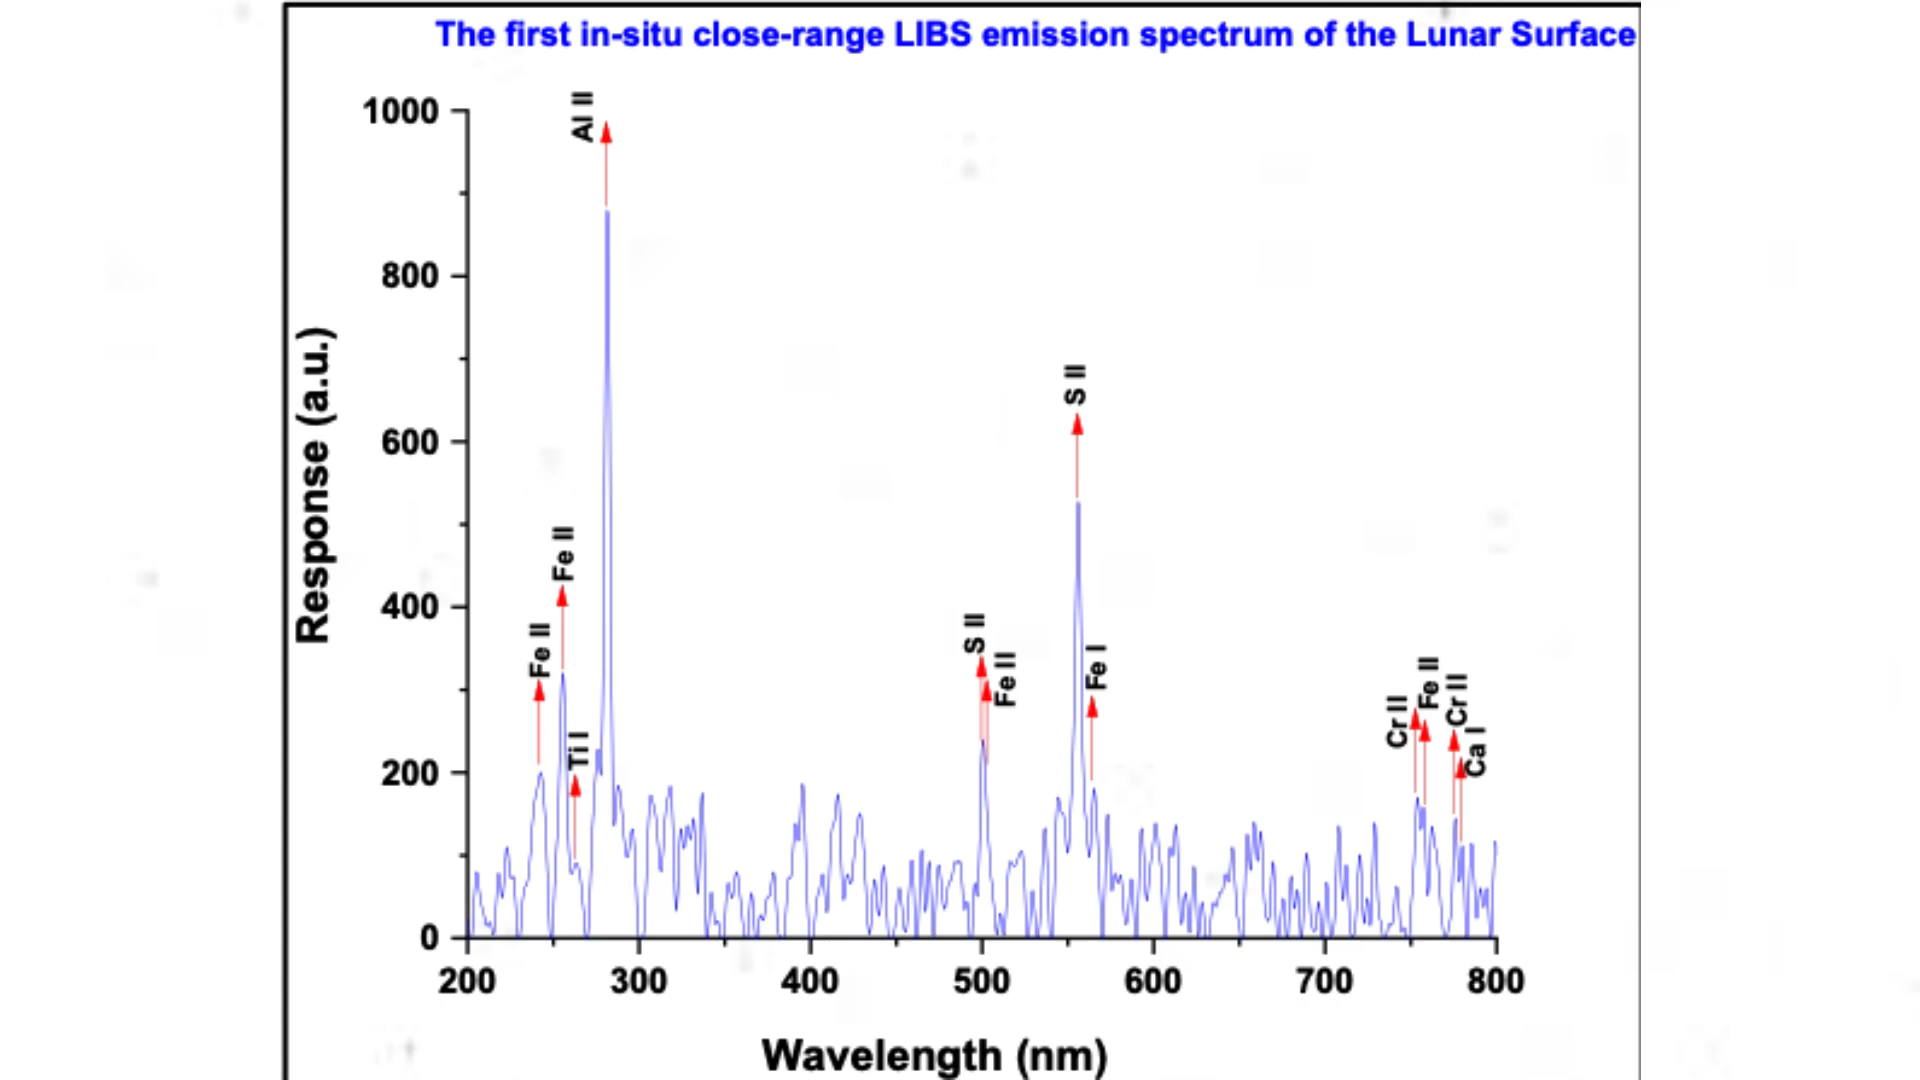 The first in-situ close-range LIBS emission spectrum of the Lunar Surface
1000
800
600
400
200
0
Response (a.u.)
Al II
Fe II
Fe II
Ti I
S II
Fe II
S II
Fe I
Cr II
Fe II
Cr II
Ca I
200 300 400 500 600 700 800
Wavelength (nm)